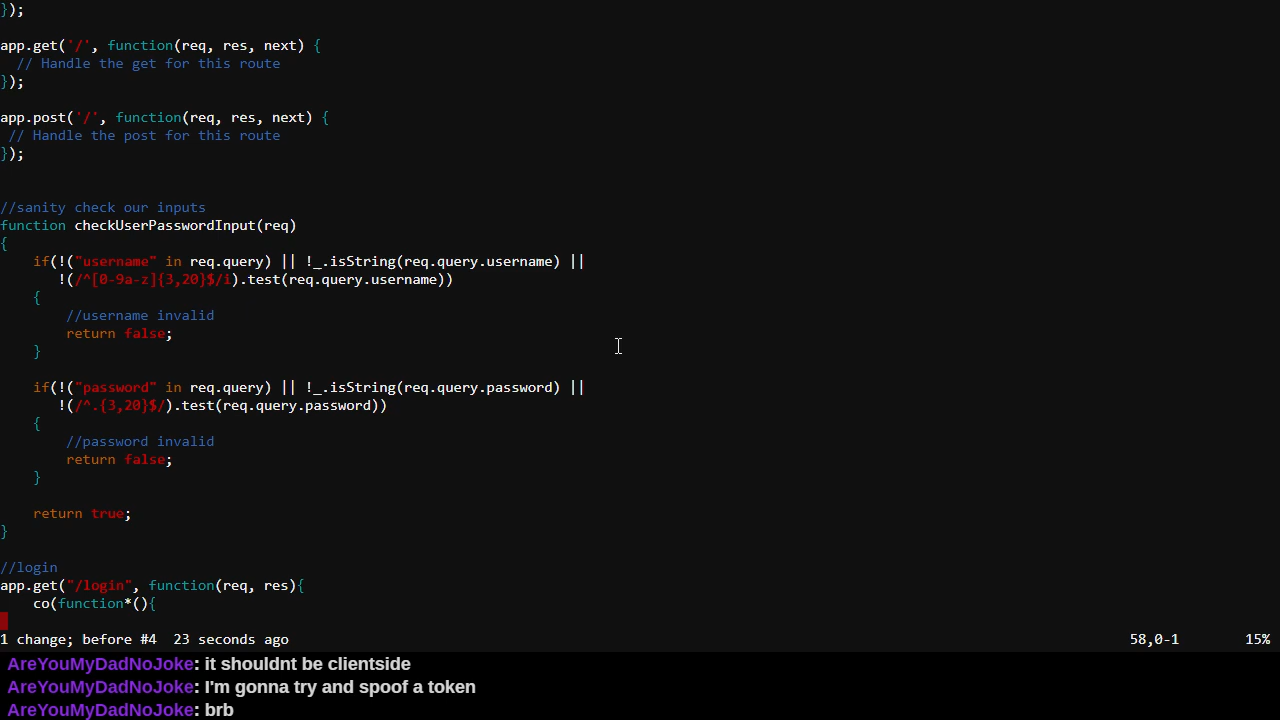 });
app.get('/', function(req, res, next) {
  // Handle the get for this route
});
app.post('/', function(req, res, next) {
 // Handle the post for this route
});
//sanity check our inputs
function checkUserPasswordInput(req)
{
    if(!("username" in req.query) || !_.isString(req.query.username) ||
       !(/^[0-9a-z]{3,20}$/i).test(req.query.username))
    {
        //username invalid
        return false;
    }
    if(!("password" in req.query) || !_.isString(req.query.password) ||
       !(/^.{3,20}$/).test(req.query.password))
    {
        //password invalid
        return false;
    }
    return true;
}
//login
app.get("/login", function(req, res){
    co(function*(){
1 change; before #4  23 seconds ago 58,0-1 15%
AreYouMyDadNoJoke: it shouldnt be clientside
AreYouMyDadNoJoke: I'm gonna try and spoof a token
AreYouMyDadNoJoke: brb